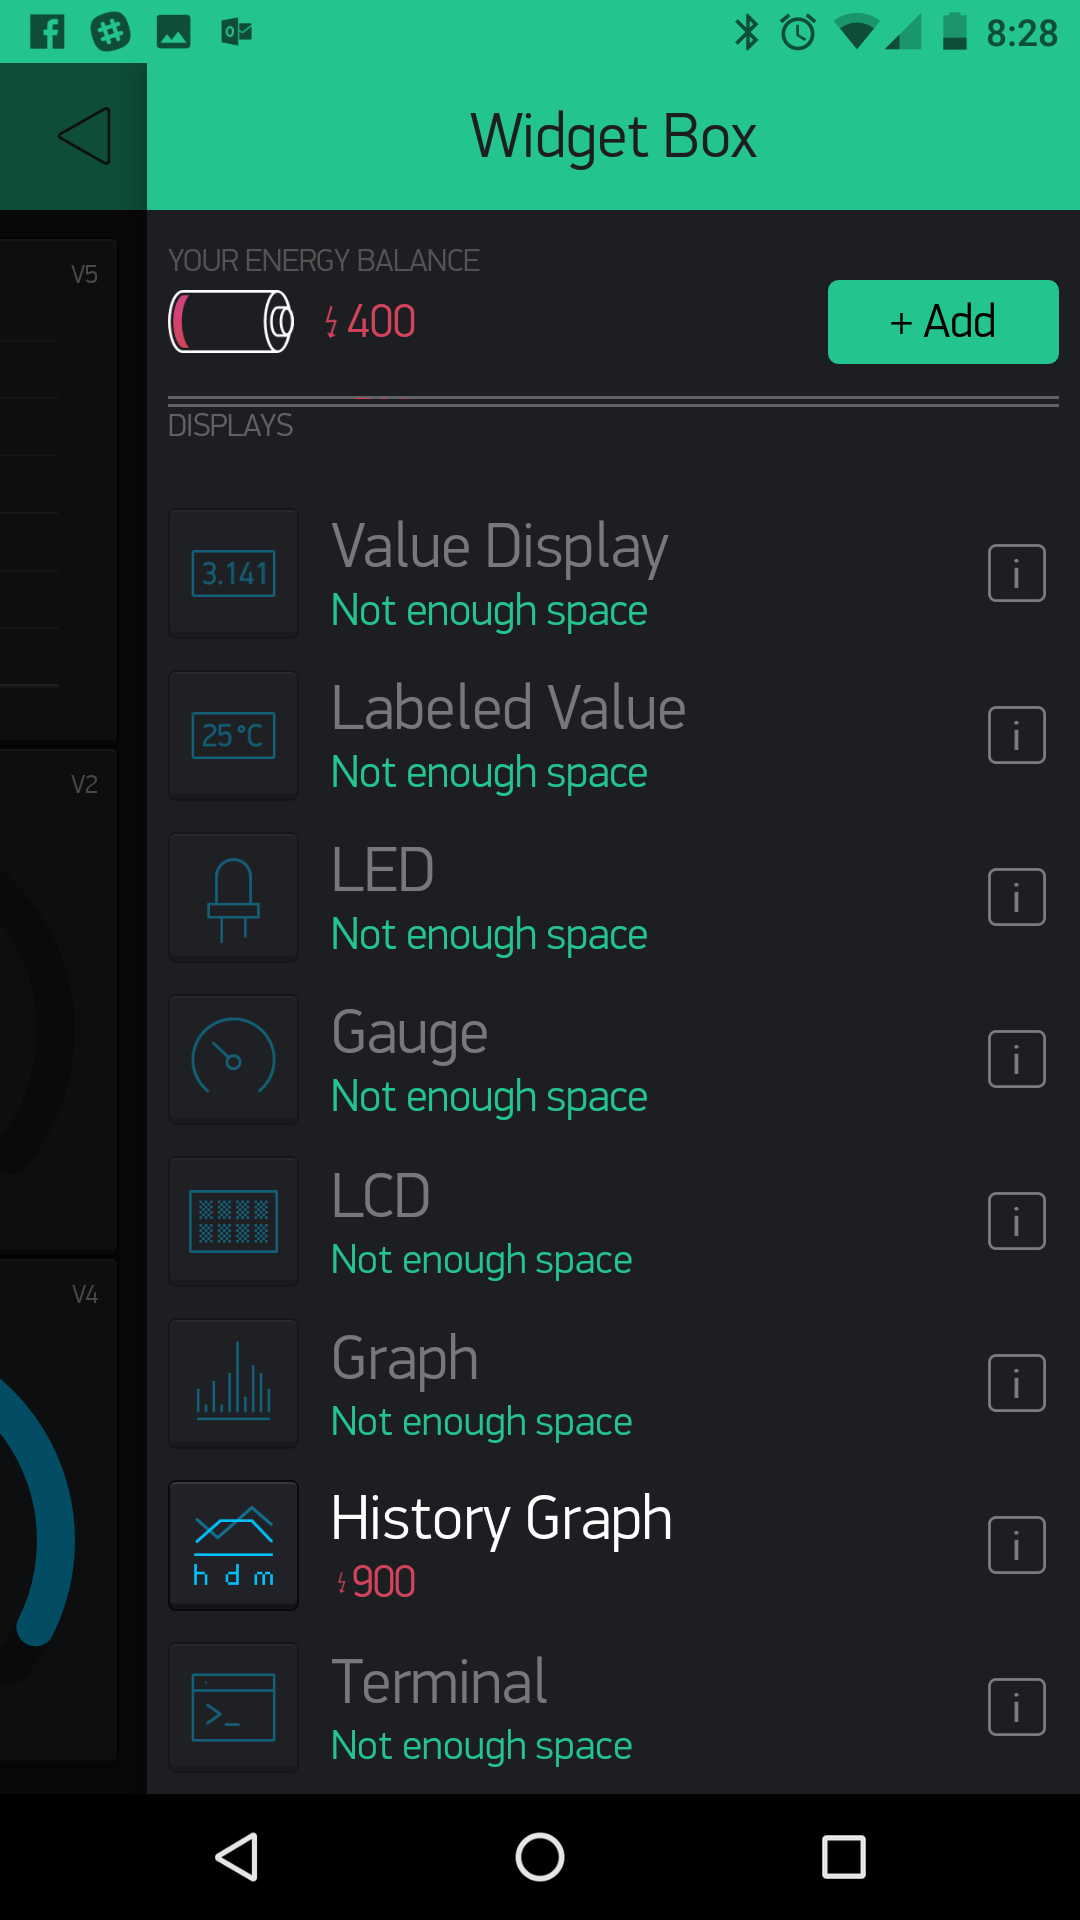 8:28
Widget Box
YOUR ENERGY BALANCE
400
+ Add
DISPLAYS
V5
3.141
Value Display
Not enough space
i
25°C
Labeled Value
Not enough space
i
V2
LED
Not enough space
i
Gauge
Not enough space
i
LCD
Not enough space
i
V4
Graph
Not enough space
i
h d m
History Graph
900
i
>_
Terminal
Not enough space
i